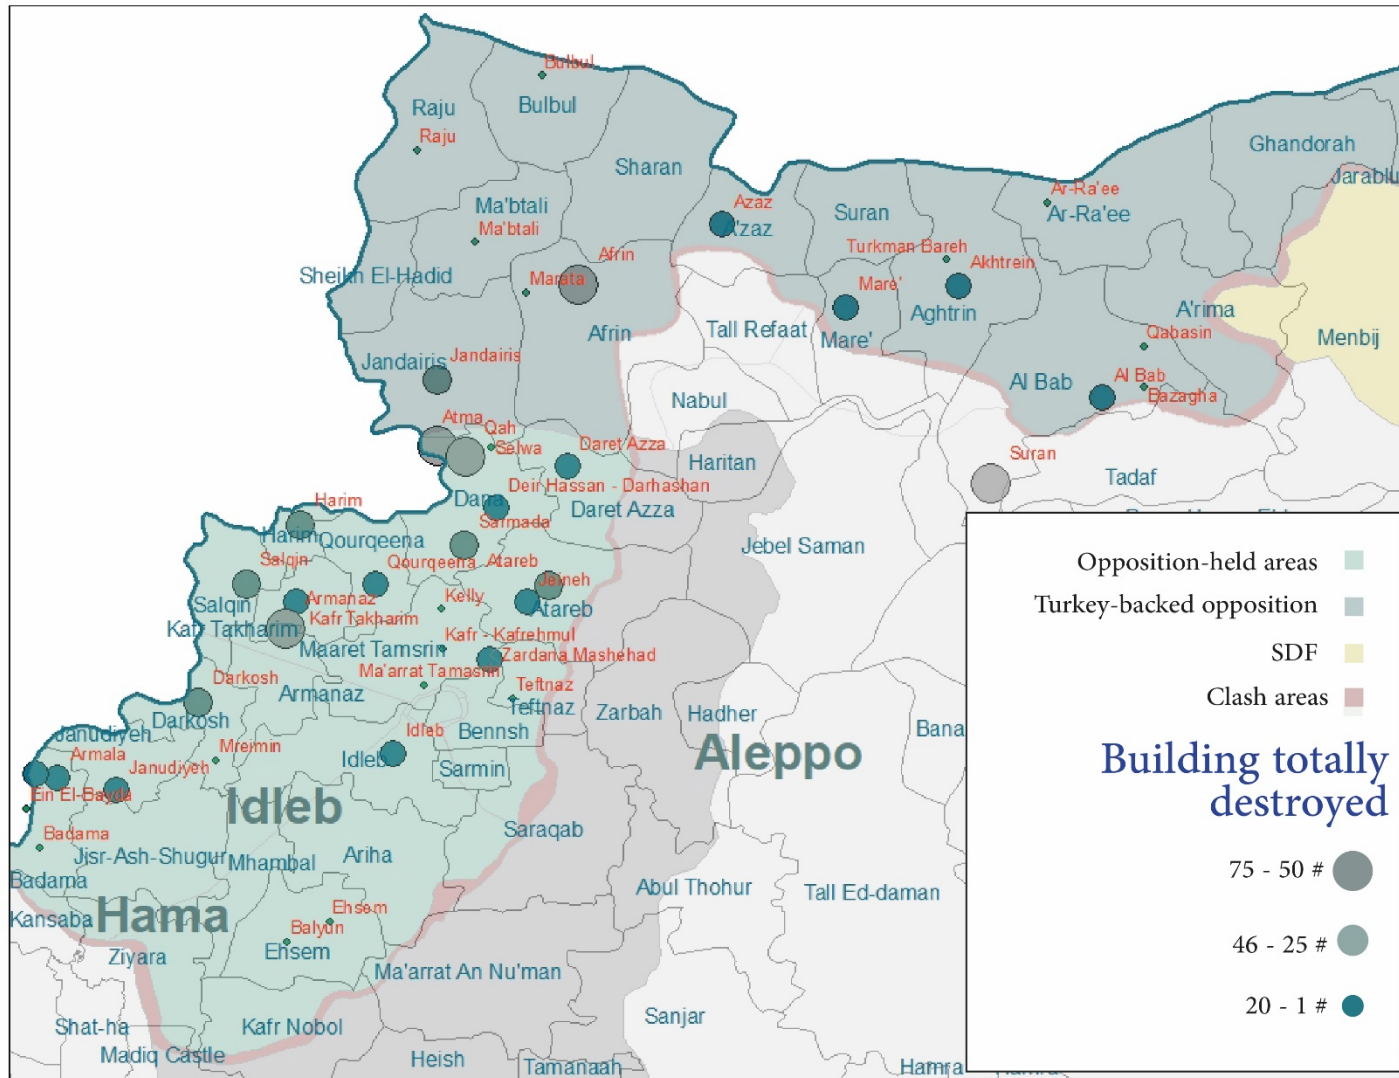 Bulbul
Raju
Bulbul
Raju
Sharan
Ghandorah
Jarablu
Ma'btali
Ma'btali
Azaz
A'zaz
Suran
Ar-Ra'ee
Ar-Ra'ee
Afrin
Turkman Bareh
Akhtrein
Sheikh El-Hadid
Marata
Mare'
Aghtrin
A'rima
Afrin
Tall Refaat
Mare'
Qabasin
Menbij
Jandairis
Jandairis
Al Bab
Al Bab
Bazagha
Nabul
Atma
Qah
Selwa
Daret Azza
Haritan
Suran
Tadaf
Deir Hassan - Darhashan
Dana
Daret Azza
Harim
Harim
Qourqeena
Sarmada
Jebel Saman
Salqin
Qourqeena
Atareb
Jeineh
Salqin
Armanaz
Kelly
Atareb
Kafr Takharim
Kafr Takharim
Kafr - Kafrehmul
Maaret Tamsrin
Zardana Mashehad
Ma'arrat Tamasrin
Darkosh
Armanaz
Teftnaz
Teftnaz
Darkosh
Zarbah
Hadher
Bana
Janudiyeh
Idleb
Bennsh
Armala
Mreimin
Idleb
Aleppo
Janudiyeh
Sarmin
Ein El-Bayda
Idleb
Saraqab
Badama
Jisr-Ash-Shugur
Mhambal
Ariha
Badama
Abul Thohur
Tall Ed-daman
Kansaba
Hama
Ehsem
Balyun
Ehsem
Ziyara
Ma'arrat An Nu'man
Sanjar
Shat-ha
Kafr Nobol
Madiq Castle
Heish
Tamanaah
Hamra
Opposition-held areas
Turkey-backed opposition
SDF
Clash areas
Building totally
destroyed
75 - 50 #
46 - 25 #
20 - 1 #